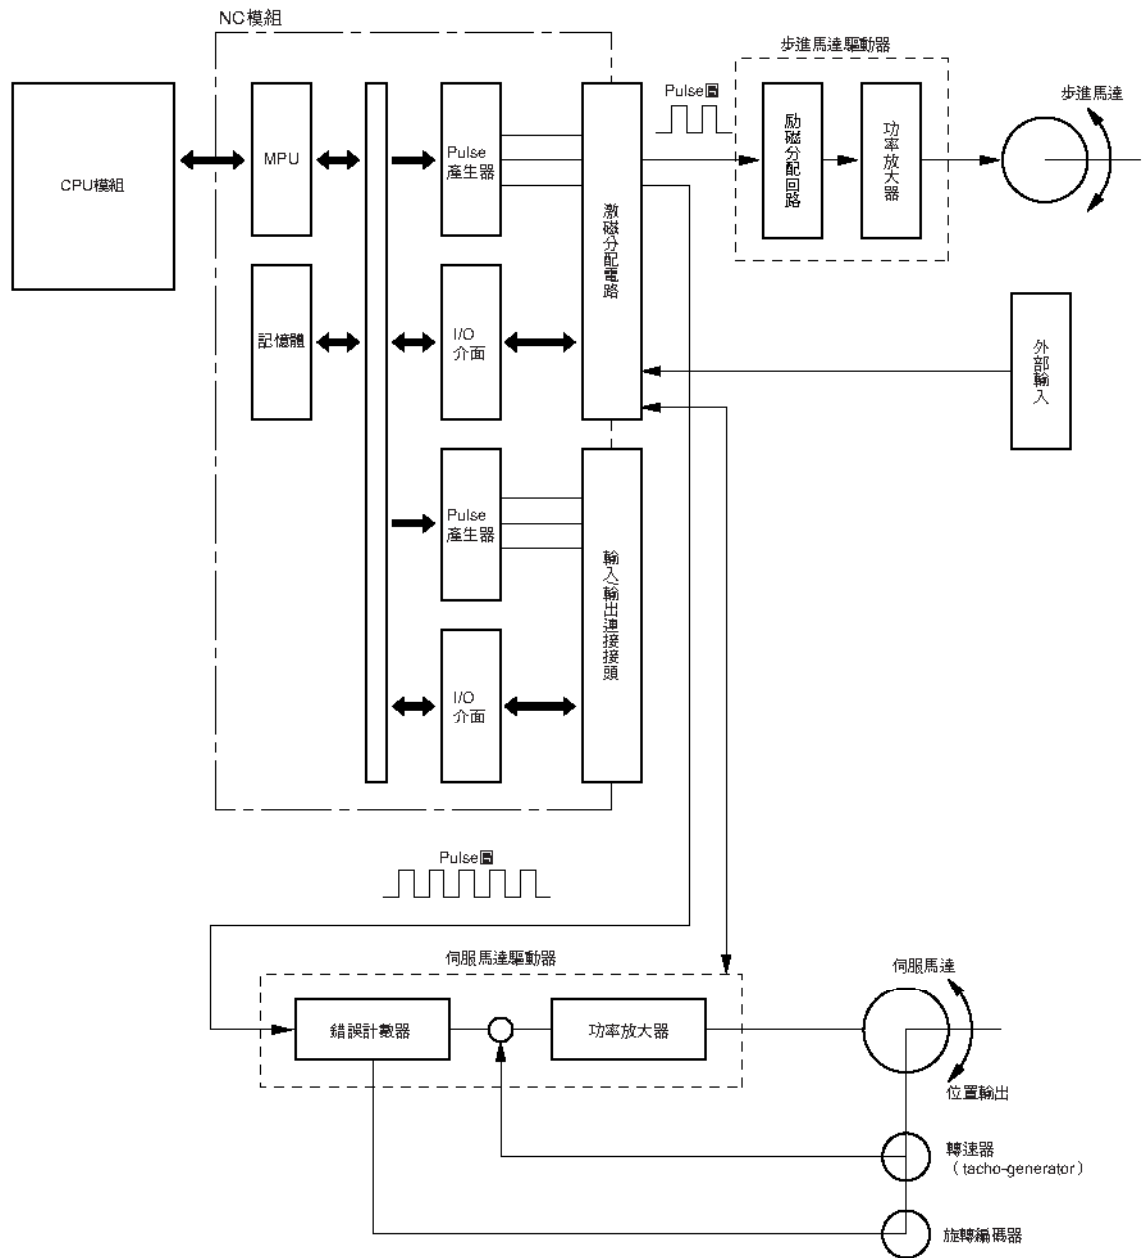 NC模組
步進馬達驅動器
CPU模組
MPU
Pulse
產生器
激磁分配電路
Pulse
励磁分配回路
功率放大器
步進馬達
記憶體
I/O
介面
外部輸入
Pulse
產生器
輸入/輸出連接接頭
I/O
介面
Pulse
伺服馬達驅動器
錯誤計數器
功率放大器
伺服馬達
位置輸出
轉速器
(tacho-generator)
旋轉編碼器